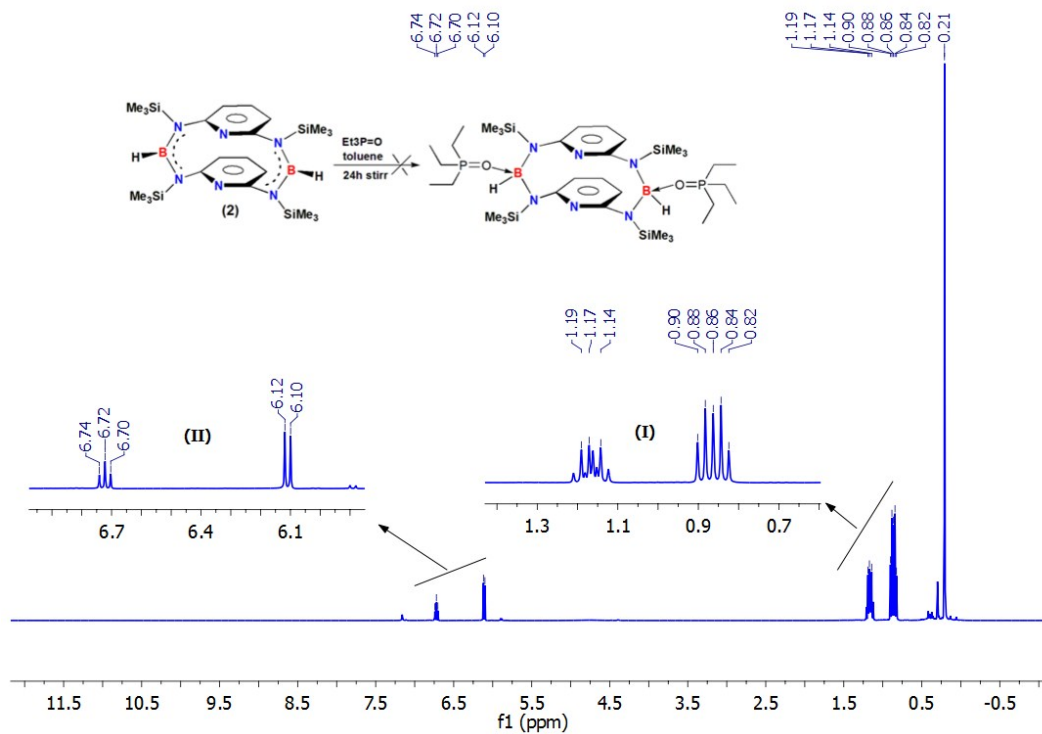 6.74
6.72
6.70
6.12
6.10
1.19
1.17
1.14
0.90
0.88
0.86
0.84
0.82
0.21
Me3Si
N
N
SiMe3
N
H B
N
N
B H
Me3Si
N
N
SiMe3
(2)
Et3P=O
toluene
24h stirr
Me3Si
N
N
SiMe3
N
P=O
B
H
N
N
B
H
O=P
Me3Si
N
N
SiMe3
6.74
6.72
6.70
6.12
6.10
(II)
6.7 6.4 6.1
1.19
1.17
1.14
0.90
0.88
0.86
0.84
0.82
(I)
1.3 1.1 0.9 0.7
11.5 10.5 9.5 8.5 7.5 6.5 5.5 4.5 3.5 2.5 1.5 0.5 -0.5
f1 (ppm)